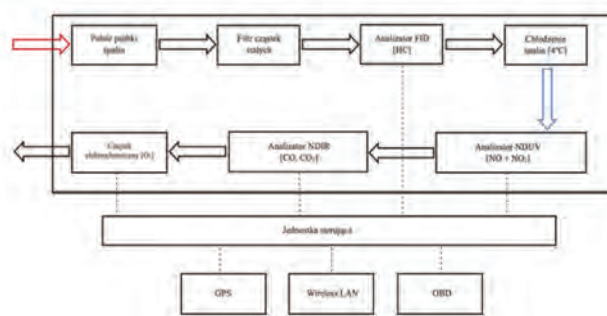 Pobór próbki
spalin
Filtr cząstek
stałych
Analizator FID
[HC]
Chłodzenie
spalin [4°C]
Czujnik
elektrochemiczny [O₂]
Analizator NDIR
[CO, CO₂]
Analizator NDUV
[NO + NO₂]
Jednostka sterująca
GPS
Wireless LAN
OBD